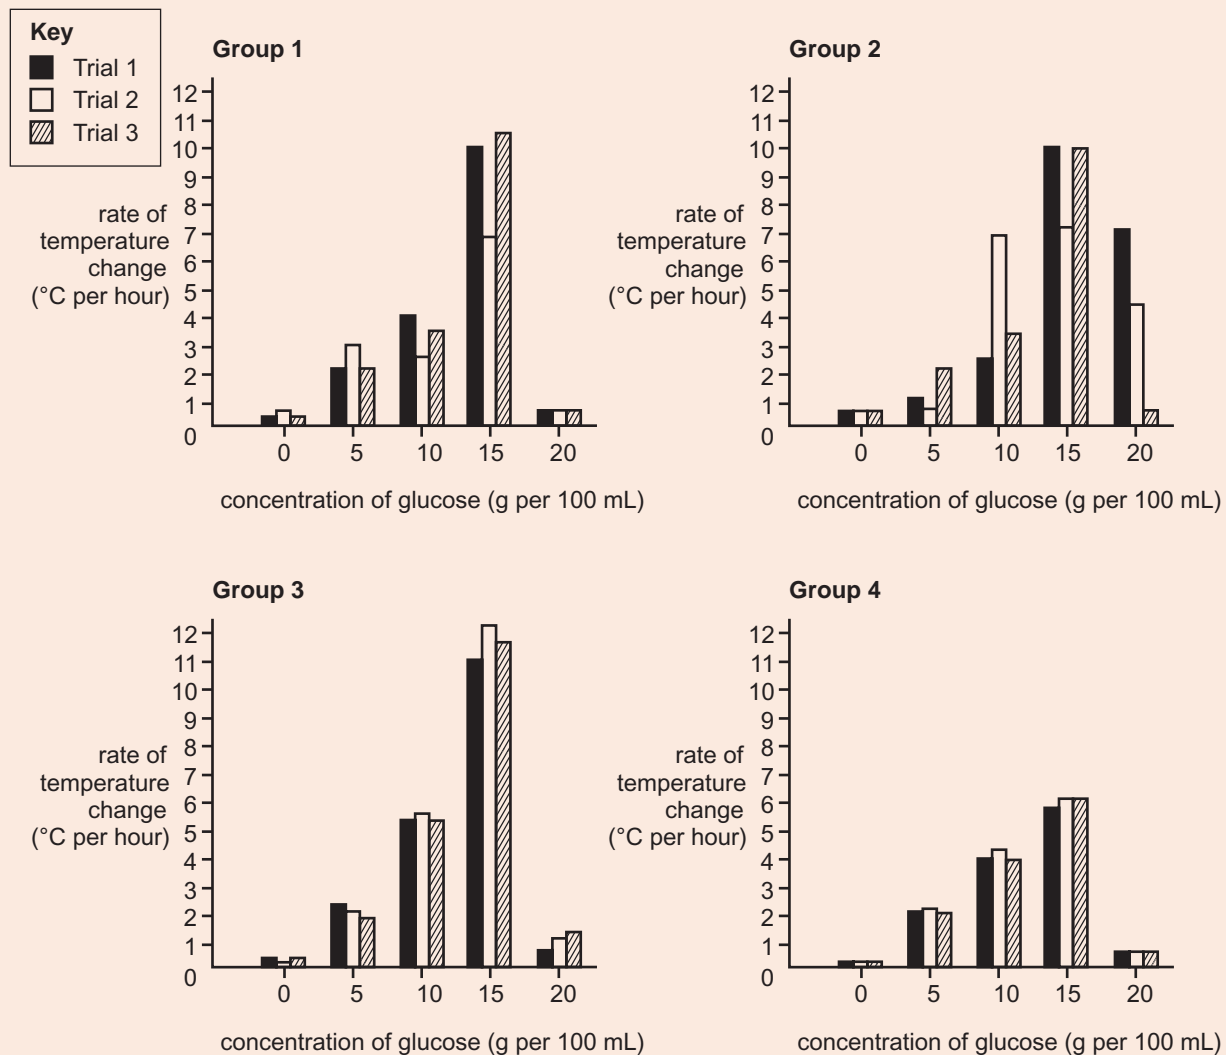 Key
Trial 1
Trial 2
Trial 3
Group 1
12
11
10
9
8
7
6
5
4
3
2
1
0
rate of
temperature
change
(°C per hour)
0 5 10 15 20
concentration of glucose (g per 100 mL)
Group 2
12
11
10
9
8
7
6
5
4
3
2
1
0
rate of
temperature
change
(°C per hour)
0 5 10 15 20
concentration of glucose (g per 100 mL)
Group 3
12
11
10
9
8
7
6
5
4
3
2
1
0
rate of
temperature
change
(°C per hour)
0 5 10 15 20
concentration of glucose (g per 100 mL)
Group 4
12
11
10
9
8
7
6
5
4
3
2
1
0
rate of
temperature
change
(°C per hour)
0 5 10 15 20
concentration of glucose (g per 100 mL)